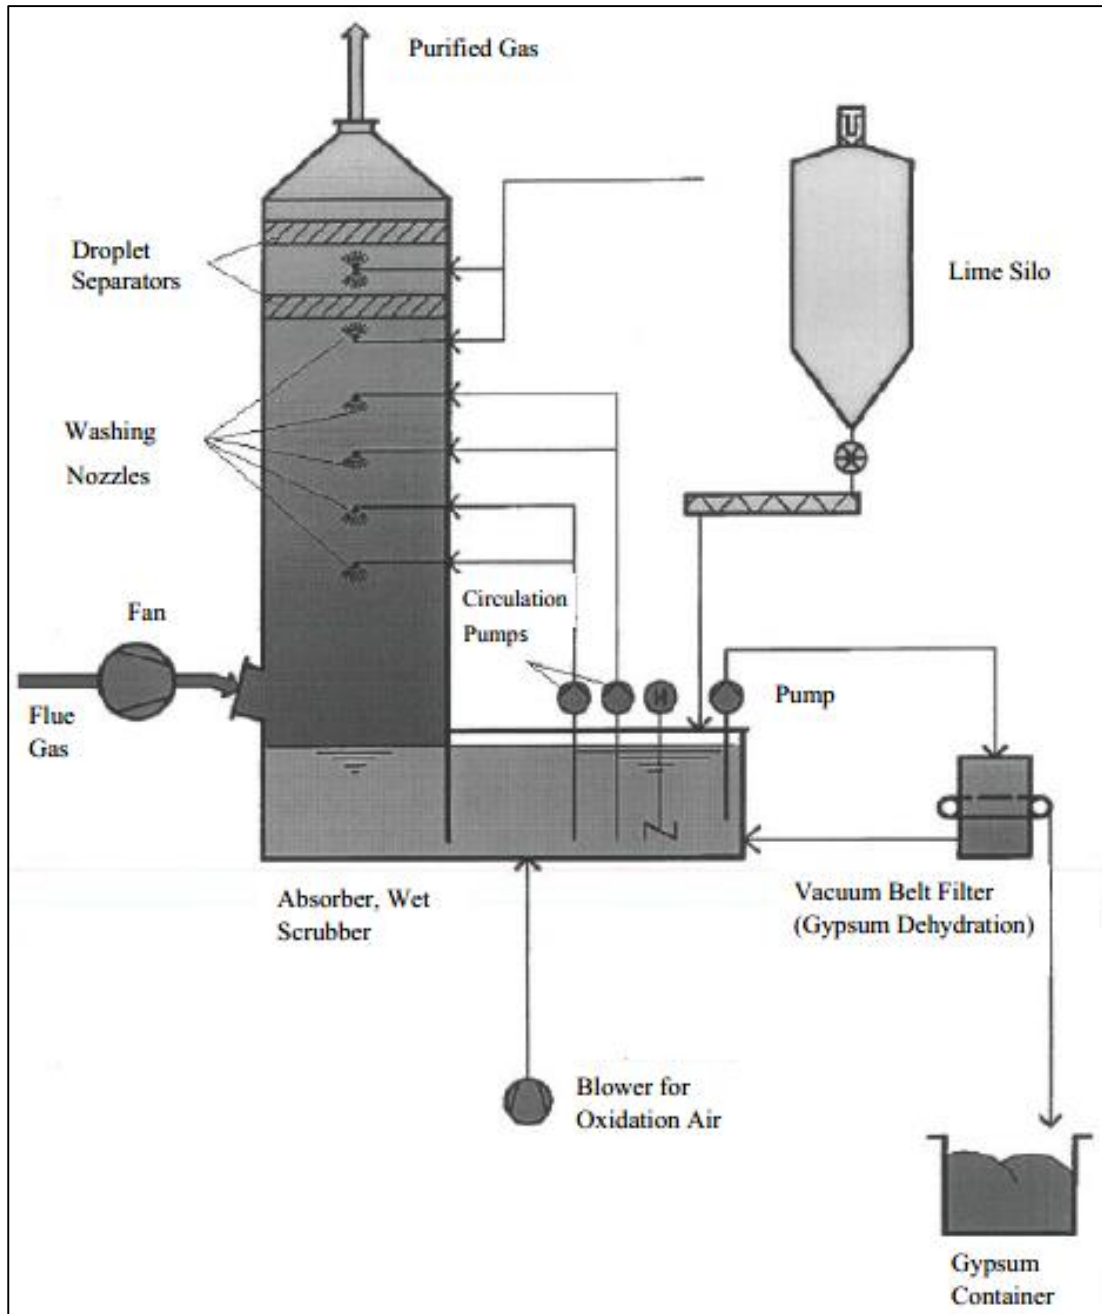 Purified Gas
Droplet
Separators
Lime Silo
Washing
Nozzles
Circulation
Pumps
Fan
Flue
Gas
M
Pump
Absorber, Wet
Scrubber
Vacuum Belt Filter
(Gypsum Dehydration)
Blower for
Oxidation Air
Gypsum
Container